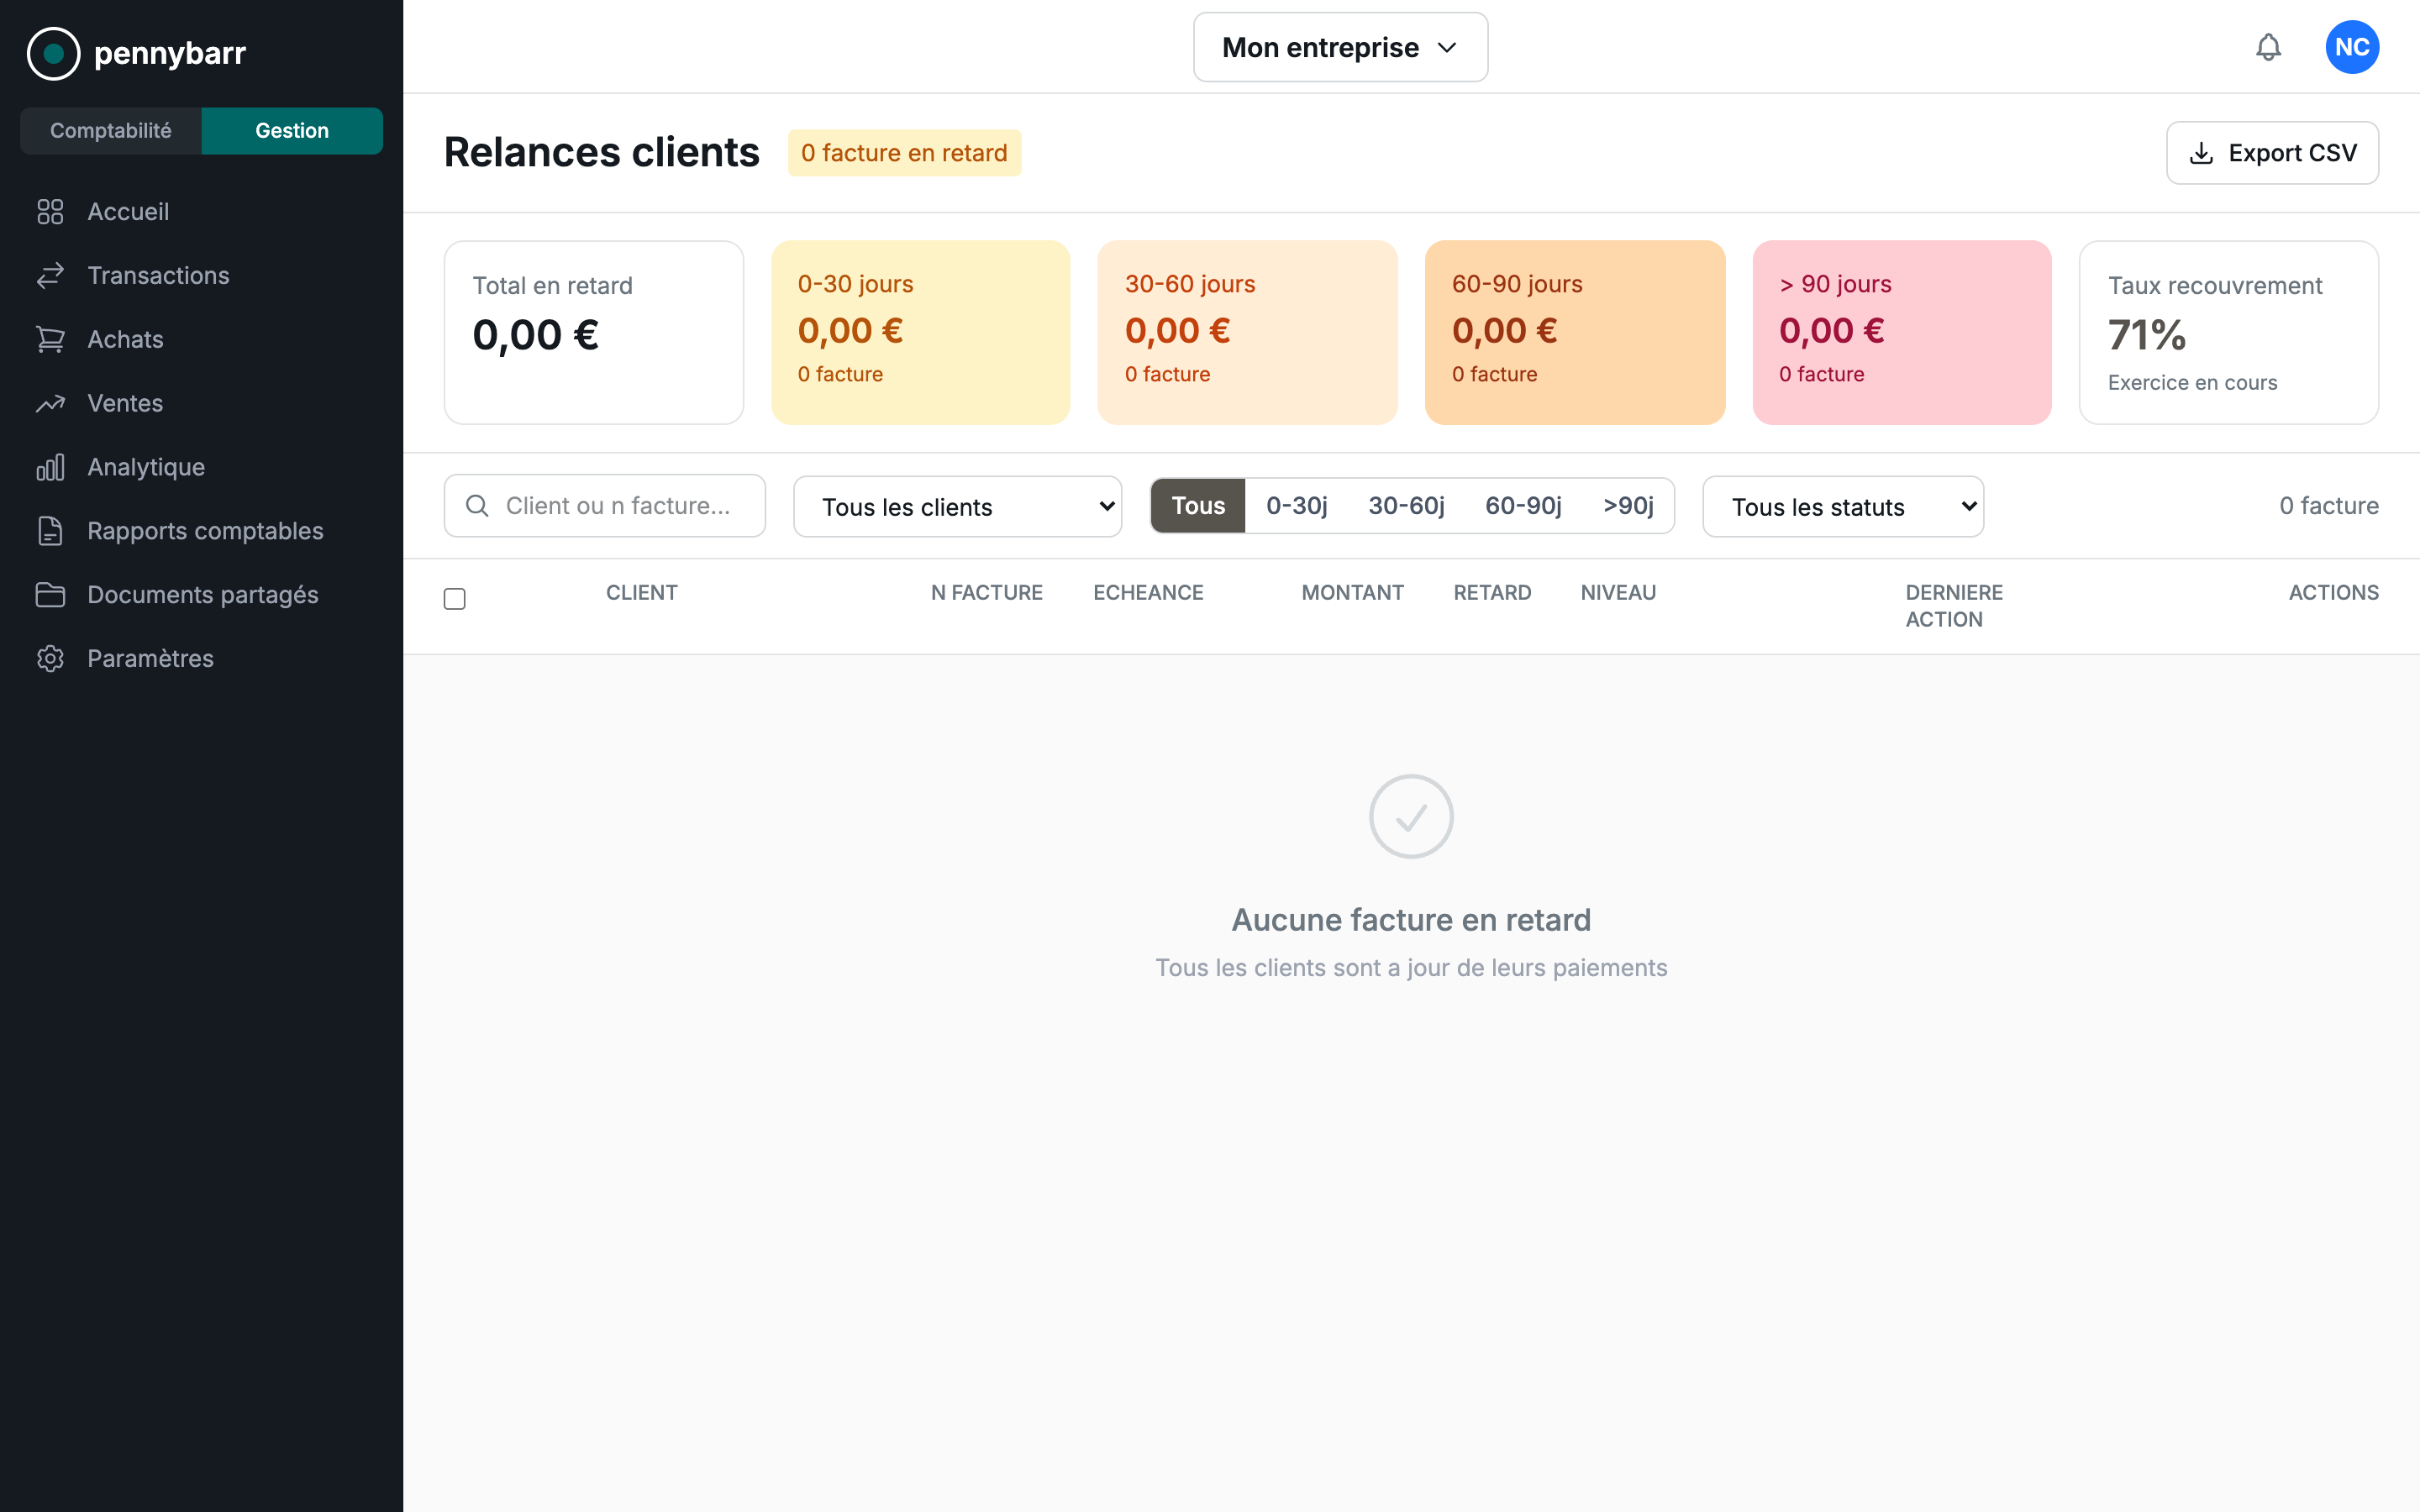 pennybarr
Comptabilité
Gestion
Accueil
Transactions
Achats
Ventes
Analytique
Rapports comptables
Documents partagés
Paramètres
Mon entreprise
NC
Relances clients
0 facture en retard
Export CSV
Total en retard
0,00 €
0-30 jours
0,00 €
0 facture
30-60 jours
0,00 €
0 facture
60-90 jours
0,00 €
0 facture
> 90 jours
0,00 €
0 facture
Taux recouvrement
71%
Exercice en cours
Client ou n facture...
Tous les clients
Tous
0-30j
30-60j
60-90j
>90j
Tous les statuts
0 facture
CLIENT
N FACTURE
ECHEANCE
MONTANT
RETARD
NIVEAU
DERNIERE
ACTION
ACTIONS
Aucune facture en retard
Tous les clients sont a jour de leurs paiements